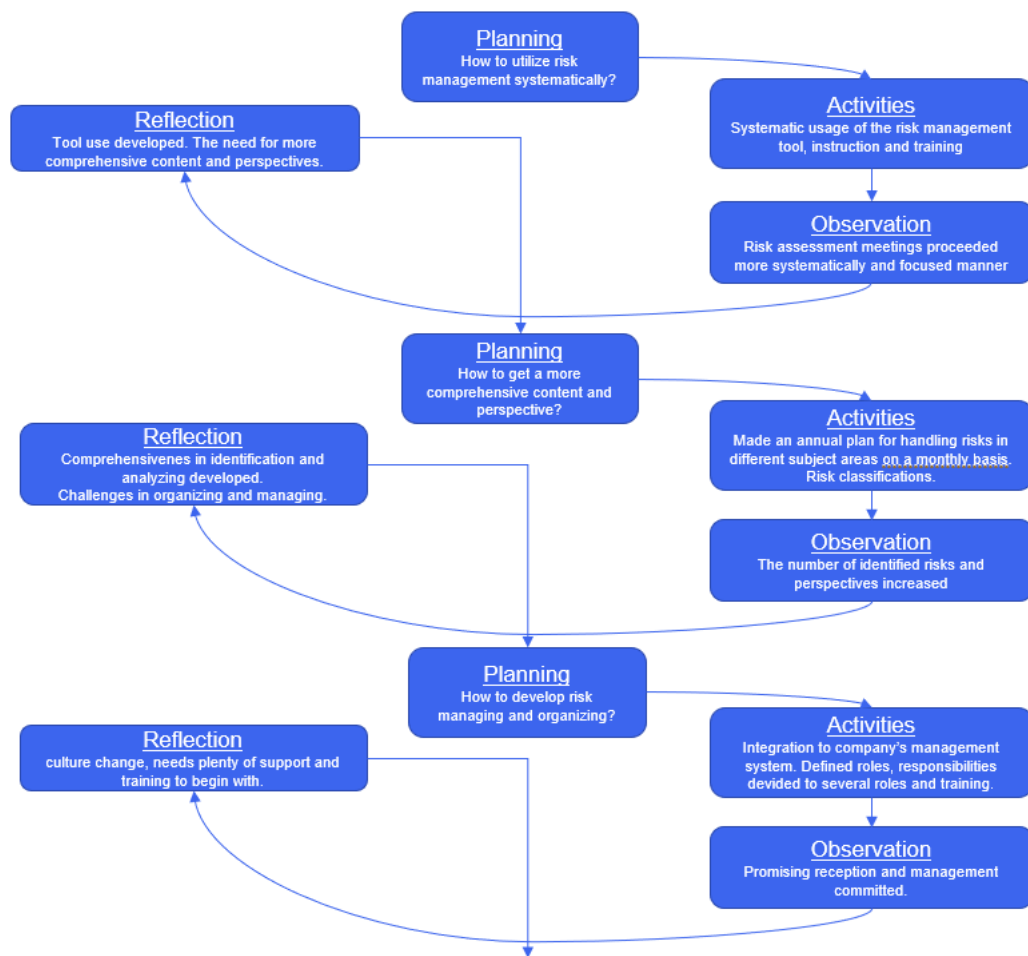 Planning
How to utilize risk
management systematically?
Activities
Systematic usage of the risk management
tool, instruction and training
Observation
Risk assessment meetings proceeded
more systematically and focused manner
Reflection
Tool use developed. The need for more
comprehensive content and perspectives.
Planning
How to get a more
comprehensive content and
perspective?
Activities
Made an annual plan for handling risks in
different subject areas on a monthly basis.
Risk classifications.
Observation
The number of identified risks and
perspectives increased
Reflection
Comprehensivenes in identification and
analyzing developed.
Challenges in organizing and managing.
Planning
How to develop risk
managing and organizing?
Activities
Integration to company's management
system. Defined roles, responsibilities
devided to several roles and training.
Observation
Promising reception and management
committed.
Reflection
culture change, needs plenty of support and
training to begin with.